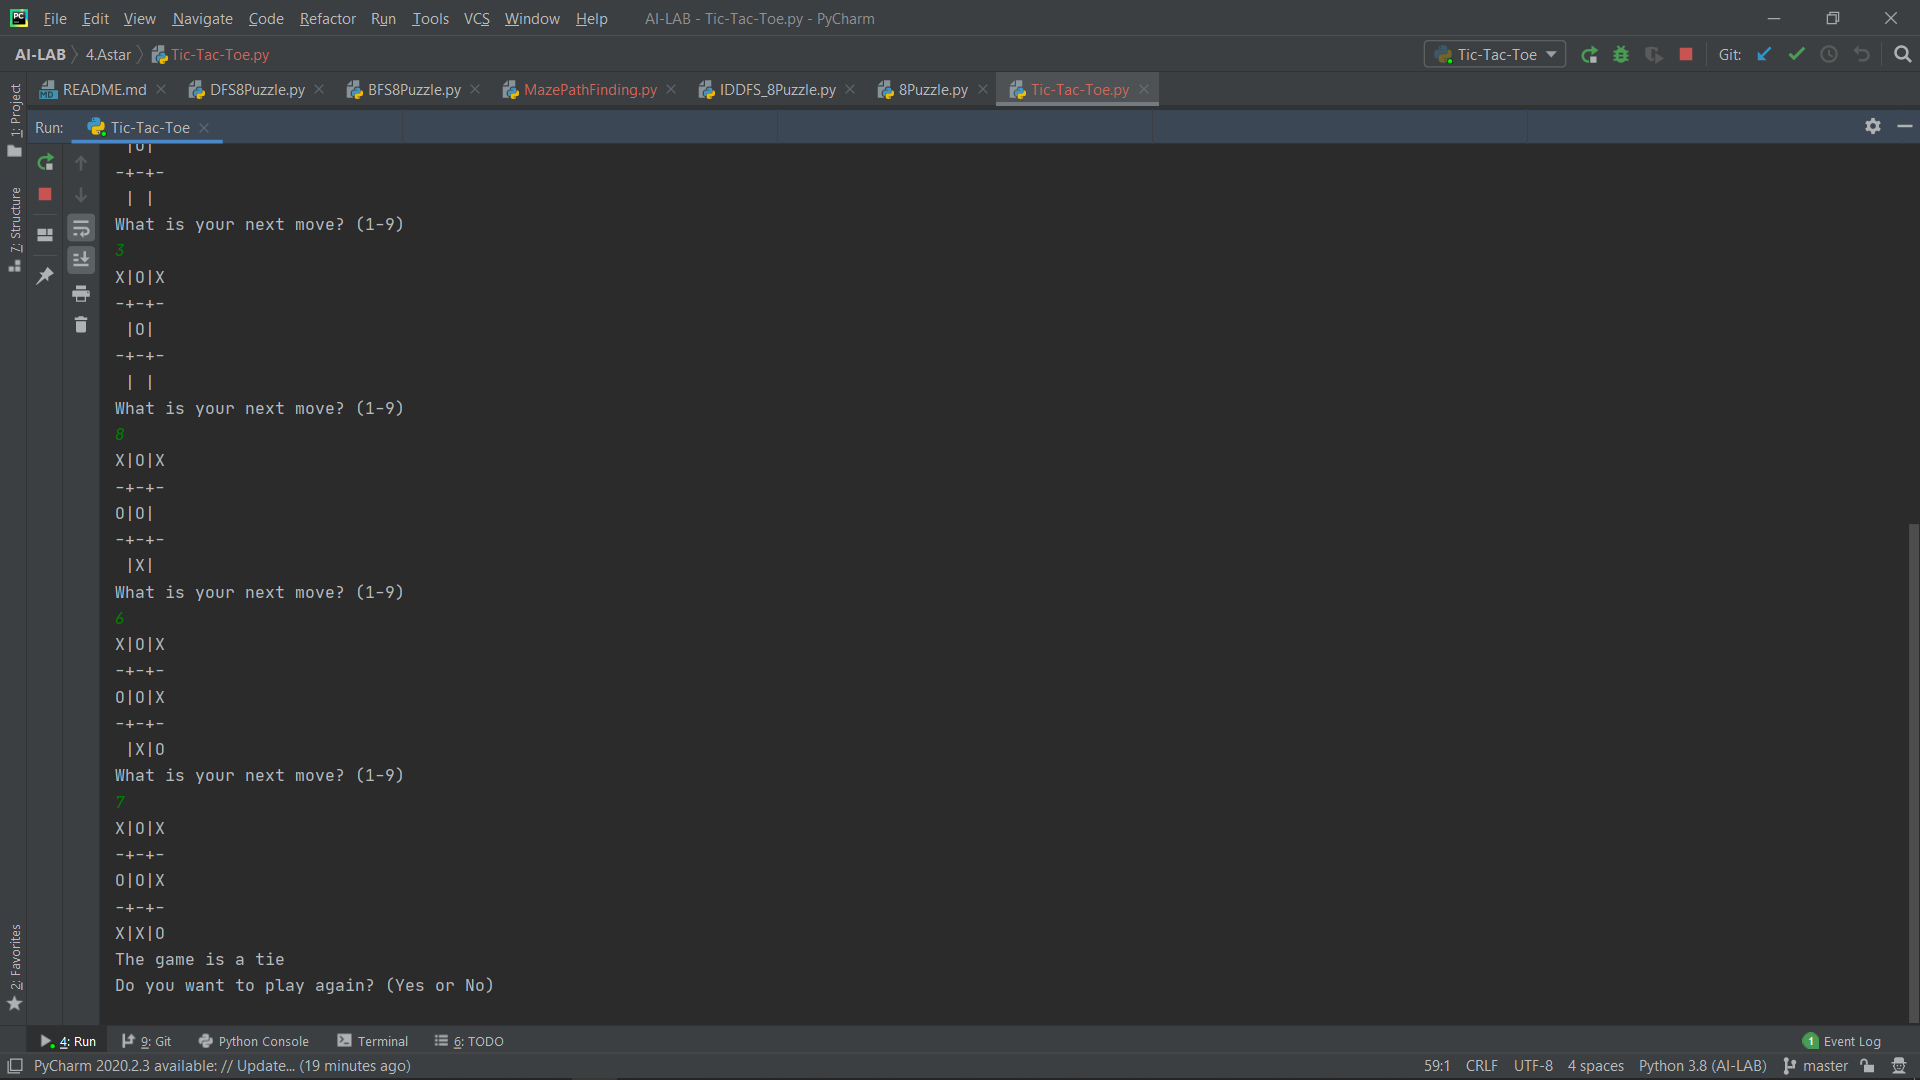 File Edit View Navigate Code Refactor Run Tools VCS Window Help AI-LAB - Tic-Tac-Toe.py - PyCharm
AI-LAB 4.Astar Tic-Tac-Toe.py Tic-Tac-Toe Git:
README.md DFS8Puzzle.py BFS8Puzzle.py MazePathFinding.py IDDFS_8Puzzle.py 8Puzzle.py Tic-Tac-Toe.py
Run: Tic-Tac-Toe
1: Project
7: Structure
2: Favorites
 |O|
-+-+-
 | |
What is your next move? (1-9)
3
X|O|X
-+-+-
 |O|
-+-+-
 | |
What is your next move? (1-9)
8
X|O|X
-+-+-
O|O|
-+-+-
 |X|
What is your next move? (1-9)
6
X|O|X
-+-+-
O|O|X
-+-+-
 |X|O
What is your next move? (1-9)
7
X|O|X
-+-+-
O|O|X
-+-+-
X|X|O
The game is a tie
Do you want to play again? (Yes or No)
4: Run 9: Git Python Console Terminal 6: TODO 1 Event Log
PyCharm 2020.2.3 available: // Update... (19 minutes ago) 59:1 CRLF UTF-8 4 spaces Python 3.8 (AI-LAB) master